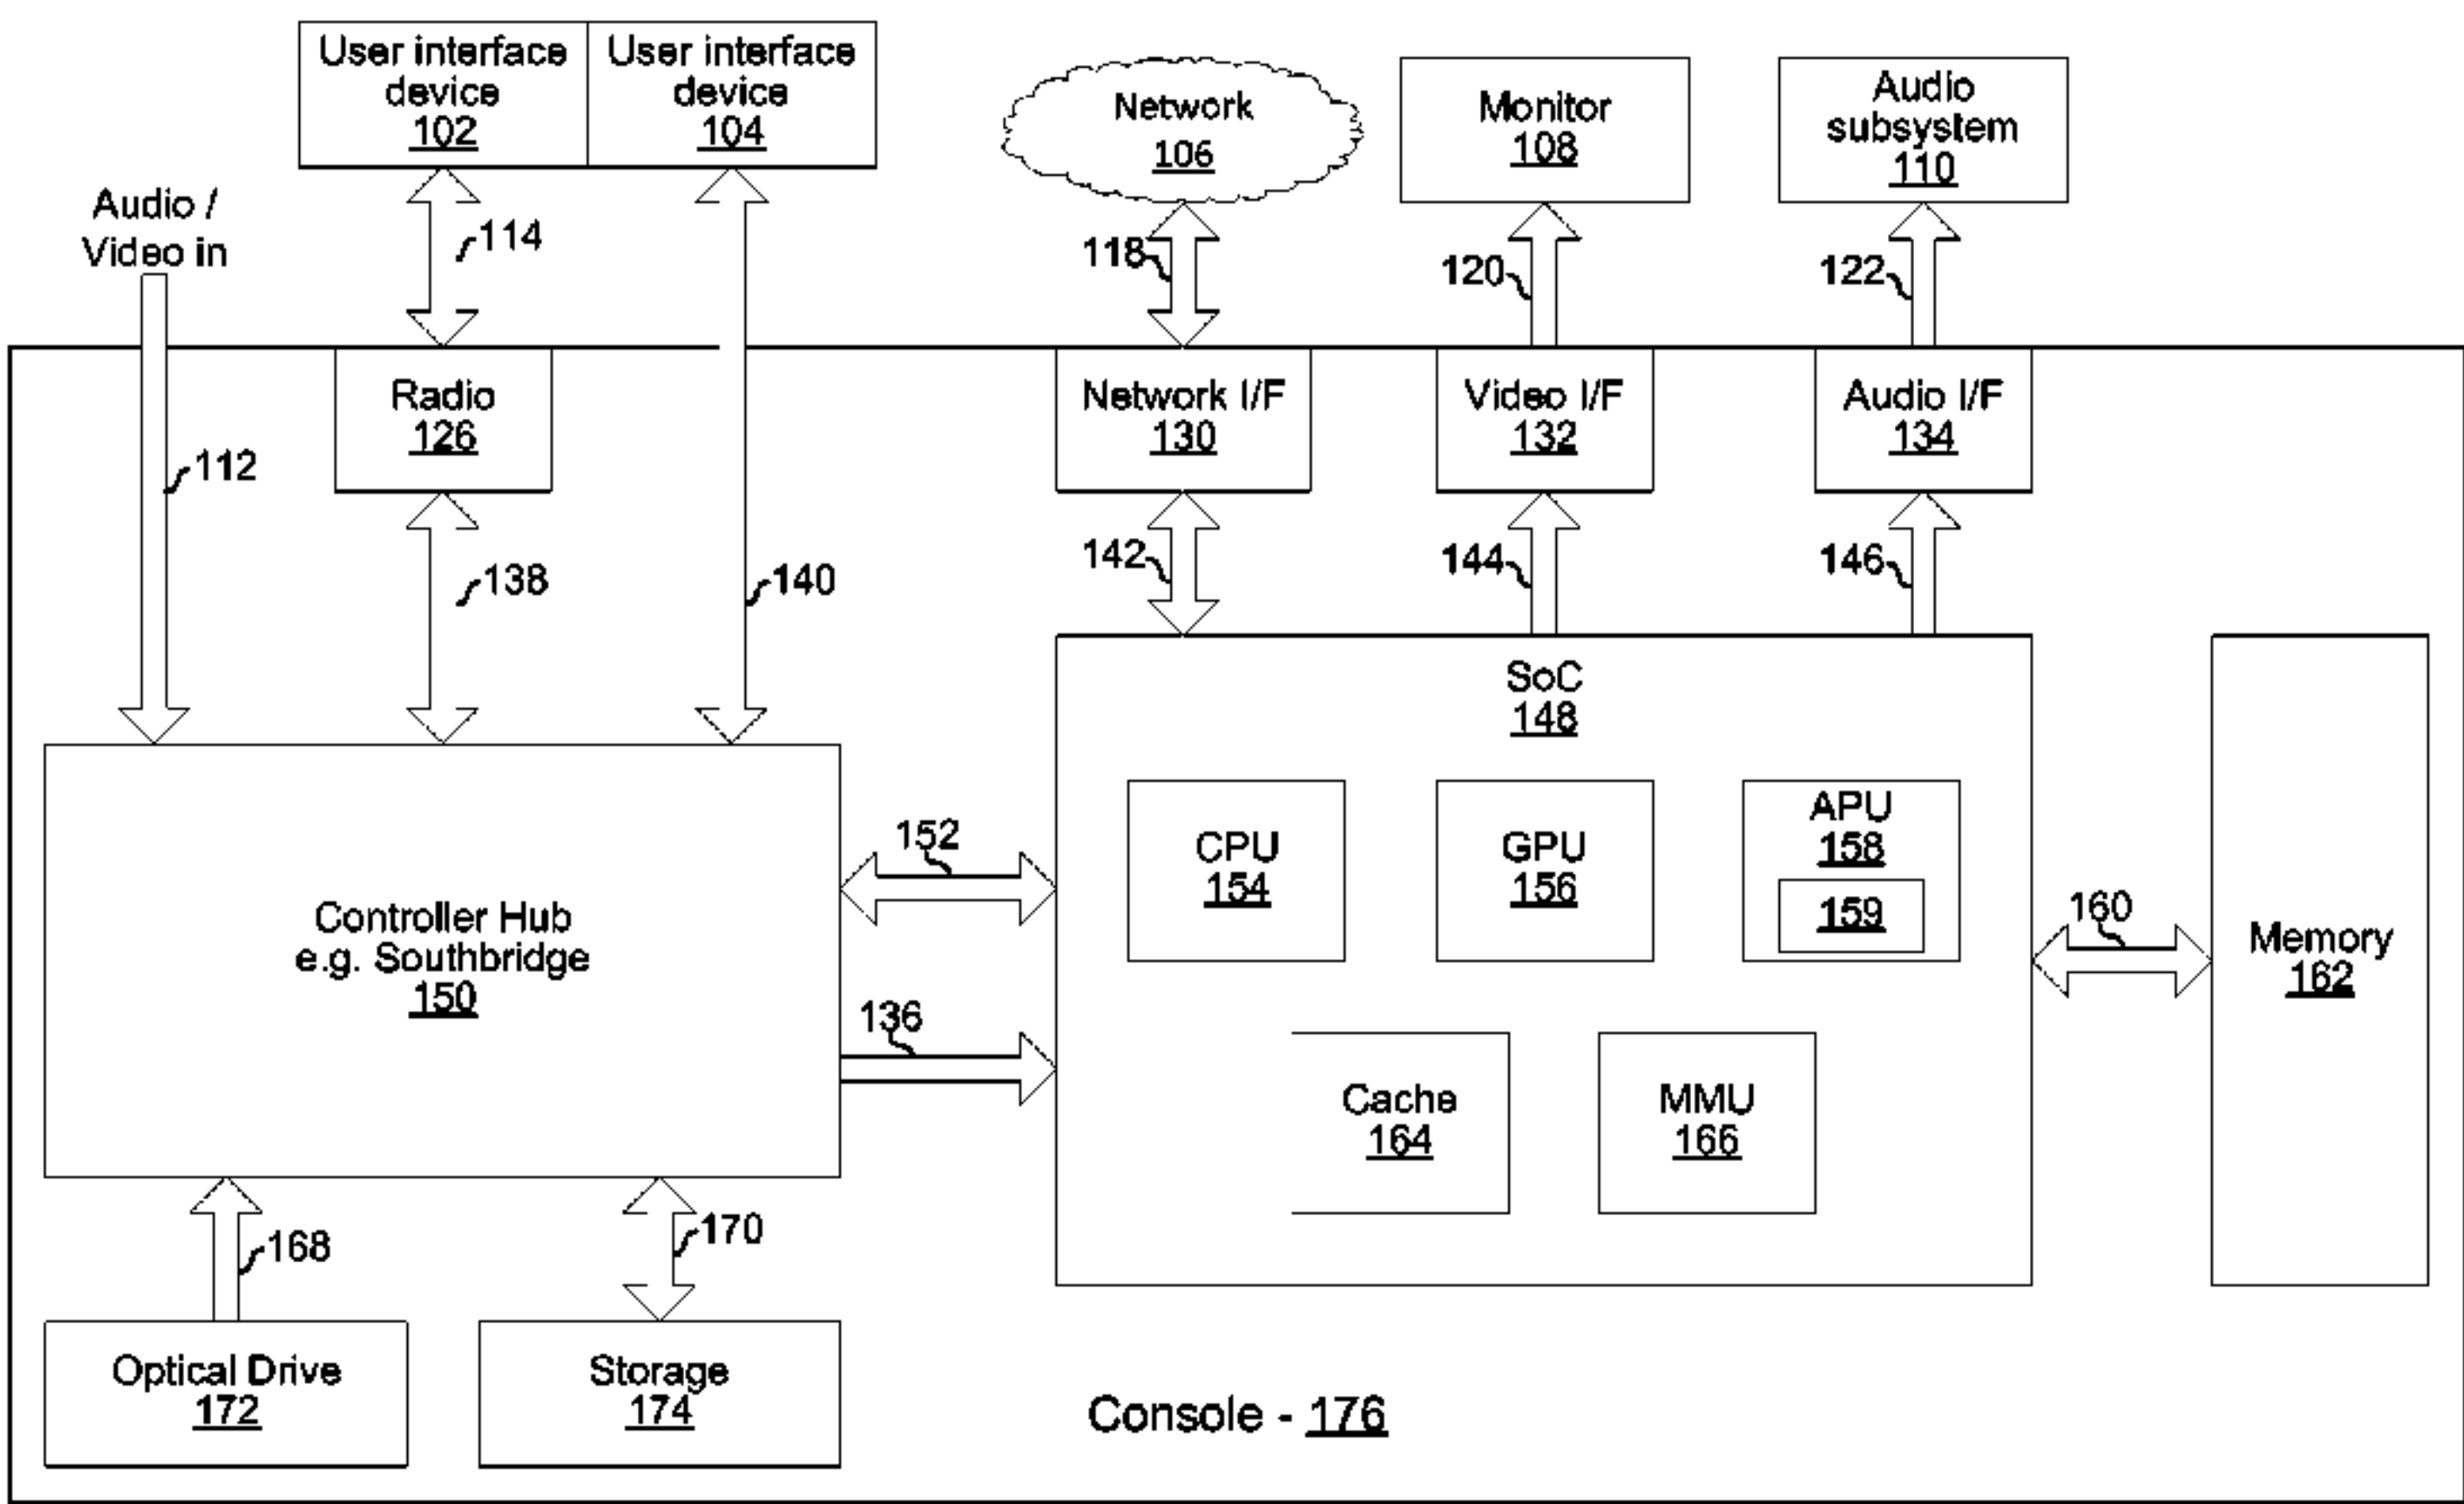 User interface
device
102
User interface
device
104
Network
106
Monitor
108
Audio
subsystem
110
Audio /
Video in
114
118
120
122
Radio
126
Network I/F
130
Video I/F
132
Audio I/F
134
112
138
140
142
144
146
SoC
148
CPU
154
GPU
156
APU
158
159
152
160
Controller Hub
e.g. Southbridge
150
Memory
162
136
Cache
164
MMU
166
168
170
Optical Drive
172
Storage
174
Console - 176